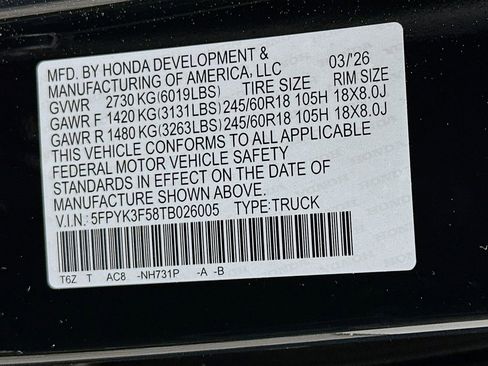 MFD. BY HONDA DEVELOPMENT & 03/26
MANUFACTURING OF AMERICA, LLC
GVWR 2730 KG(6019LBS) TIRE SIZE RIM SIZE
GAWR F 1420 KG(3131LBS) 245/60R18 105H 18X8.0J
GAWR R 1480 KG(3263LBS) 245/60R18 105H 18X8.0J
THIS VEHICLE CONFORMS TO ALL APPLICABLE
FEDERAL MOTOR VEHICLE SAFETY
STANDARDS IN EFFECT ON THE DATE OF
MANUFACTURE SHOWN ABOVE.
V.I.N.: 5FPYK3F58TB026005 TYPE:TRUCK
T6Z T AC8 -NH731P -A -B